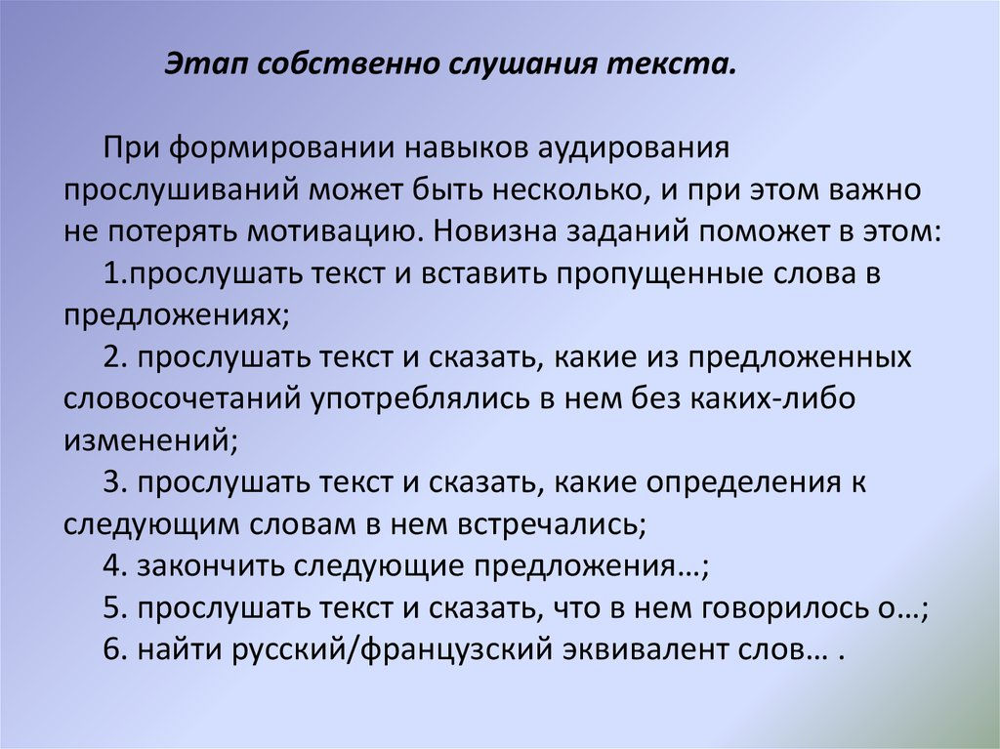 Этап собственно слушания текста.
При формировании навыков аудирования
прослушиваний может быть несколько, и при этом важно
не потерять мотивацию. Новизна заданий поможет в этом:
1.прослушать текст и вставить пропущенные слова в
предложениях;
2. прослушать текст и сказать, какие из предложенных
словосочетаний употреблялись в нем без каких-либо
изменений;
3. прослушать текст и сказать, какие определения к
следующим словам в нем встречались;
4. закончить следующие предложения…;
5. прослушать текст и сказать, что в нем говорилось о…;
6. найти русский/французский эквивалент слов… .